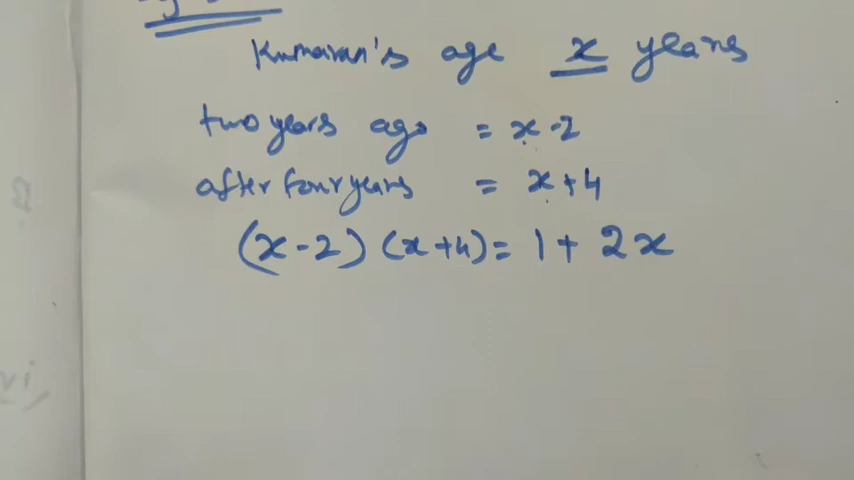 Kumaran's age x years
two years ago = x-2
after four years = x+4
(x-2) (x+4) = 1+ 2x